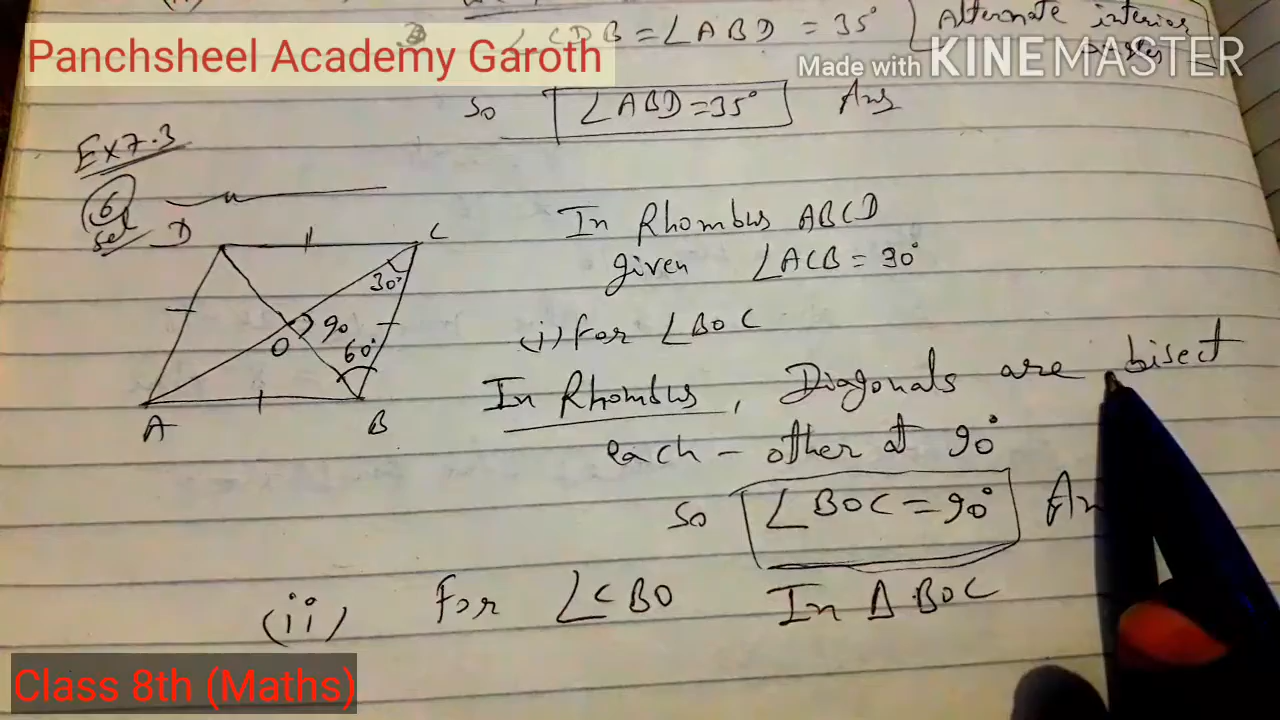 ∠CDB = ∠ABD = 35° [Alternate interior
Panchsheel Academy Garoth
Made with KINEMASTER
so ∠ABD = 35° Ans
Ex 7.3
6
Sol
D
C
30°
90
O
60°
A
B
In Rhombus ABCD
given ∠ACB = 30°
(i) for ∠BOC
In Rhombus, Diagonals are bisect
each-other at 90°
so ∠BOC = 90° An
(ii) For ∠CBO In Δ BOC
Class 8th (Maths)